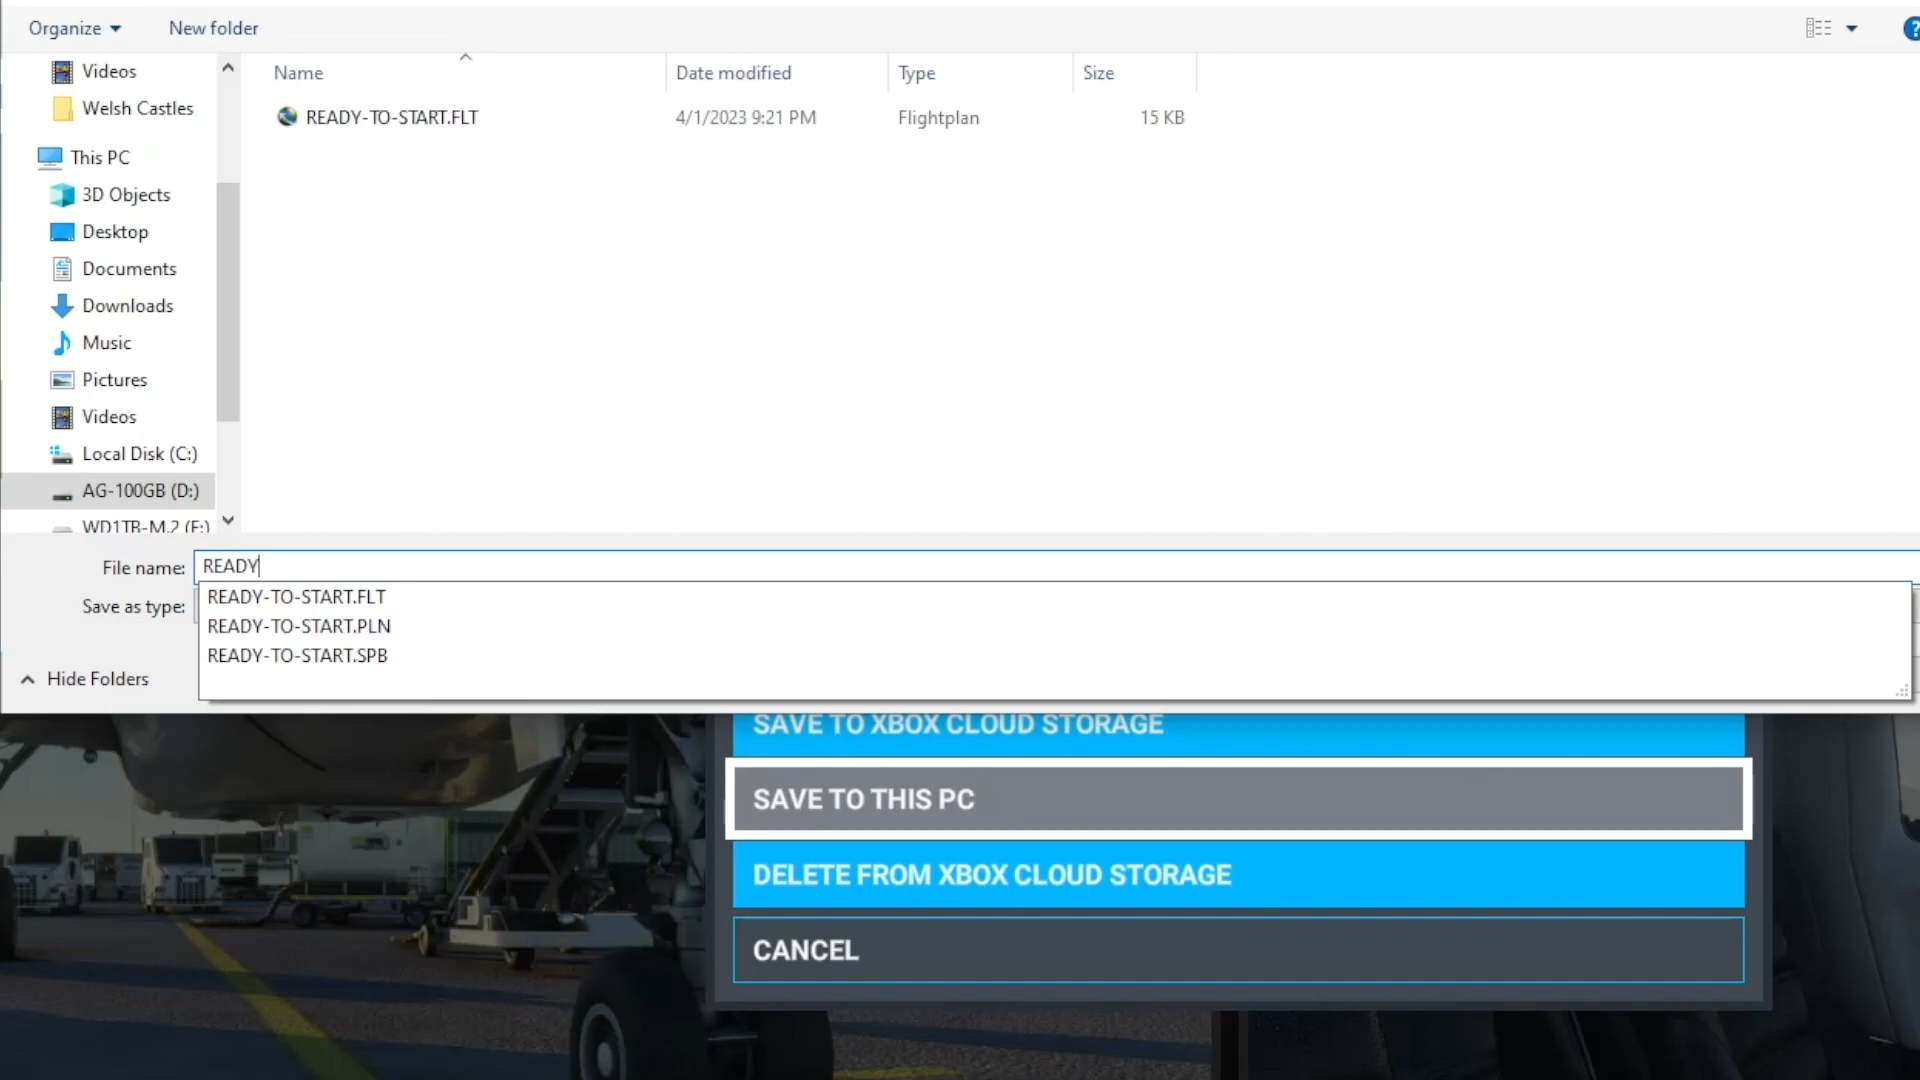 Organize
New folder
?
Name
Date modified
Type
Size
READY-TO-START.FLT
4/1/2023 9:21 PM
Flightplan
15 KB
Videos
Welsh Castles
This PC
3D Objects
Desktop
Documents
Downloads
Music
Pictures
Videos
Local Disk (C:)
AG-100GB (D:)
WD1TB-M.2 (E:)
File name:
READY
Save as type:
READY-TO-START.FLT
READY-TO-START.PLN
READY-TO-START.SPB
Hide Folders
SAVE TO XBOX CLOUD STORAGE
SAVE TO THIS PC
DELETE FROM XBOX CLOUD STORAGE
CANCEL